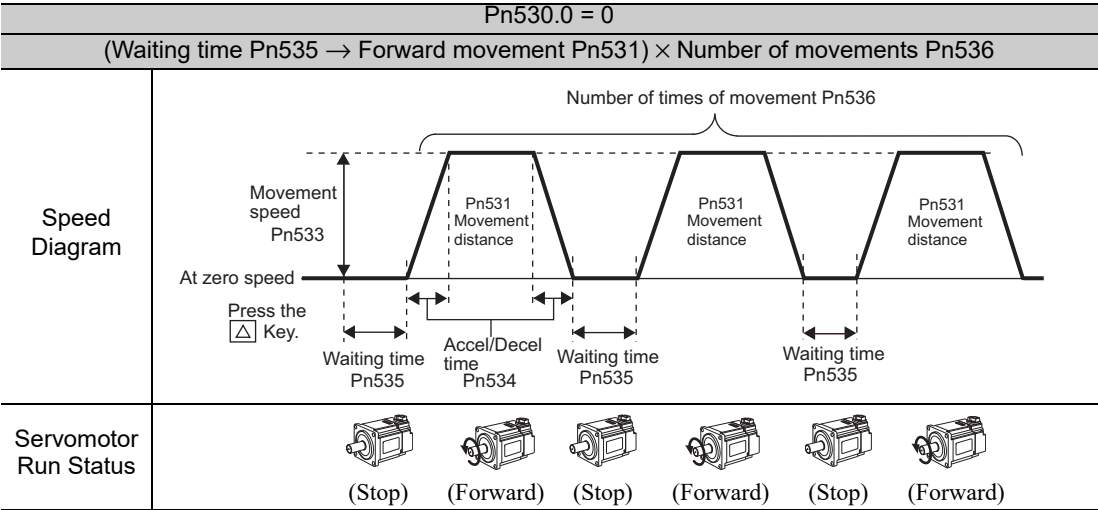 Pn530.0 = 0
(Waiting time Pn535 → Forward movement Pn531) × Number of movements Pn536
Speed
Diagram
Number of times of movement Pn536
Movement
speed
Pn533
Pn531
Movement
distance
Pn531
Movement
distance
Pn531
Movement
distance
At zero speed
Press the
△ Key.
Waiting time
Pn535
Accel/Decel
time
Pn534
Waiting time
Pn535
Waiting time
Pn535
Servomotor
Run Status
(Stop)
(Forward)
(Stop)
(Forward)
(Stop)
(Forward)